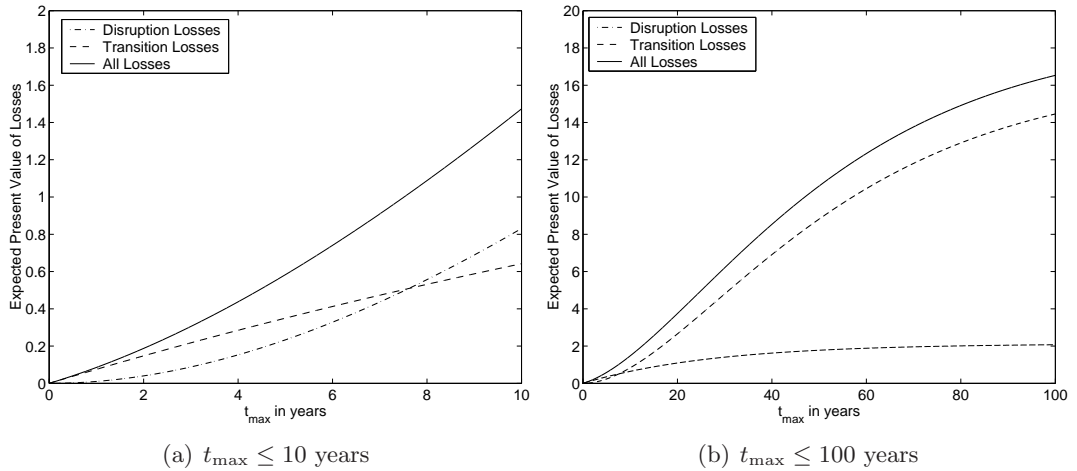 Expected Present Value of Losses
2
1.8
1.6
1.4
1.2
1
0.8
0.6
0.4
0.2
0
Disruption Losses
Transition Losses
All Losses
0 2 4 6 8 10
t_max in years
(a) t_max ≤ 10 years
Expected Present Value of Losses
20
18
16
14
12
10
8
6
4
2
0
Disruption Losses
Transition Losses
All Losses
0 20 40 60 80 100
t_max in years
(b) t_max ≤ 100 years